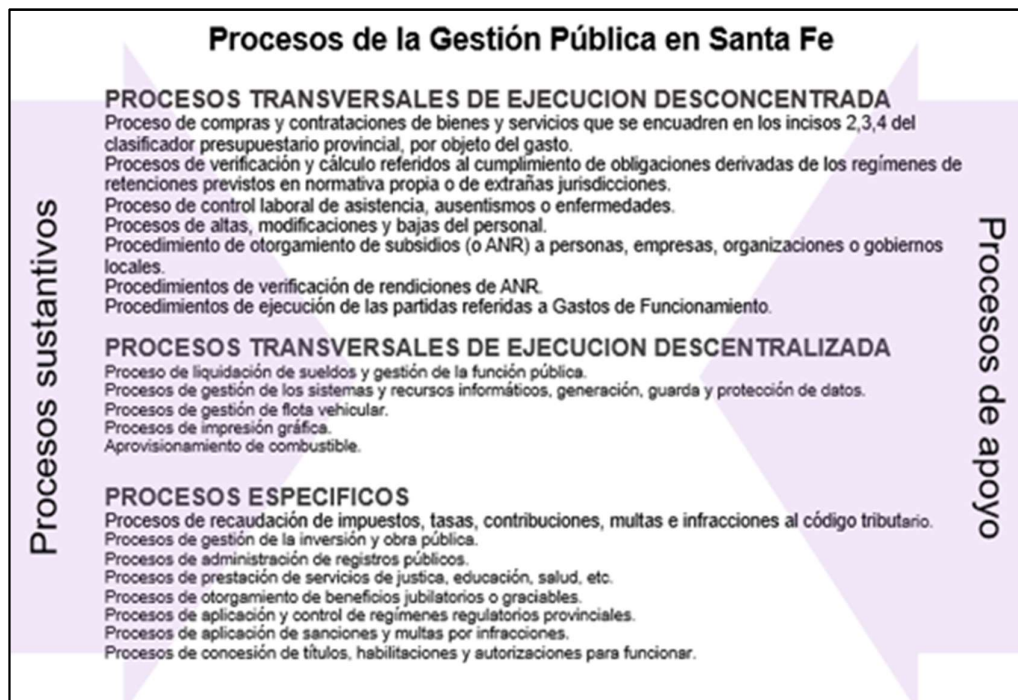 Procesos de la Gestión Pública en Santa Fe
Procesos sustantivos
PROCESOS TRANSVERSALES DE EJECUCION DESCONCENTRADA
Proceso de compras y contrataciones de bienes y servicios que se encuadren en los incisos 2,3,4 del
clasificador presupuestario provincial, por objeto del gasto.
Procesos de verificación y cálculo referidos al cumplimiento de obligaciones derivadas de los regímenes de
retenciones previstos en normativa propia o de extrañas jurisdicciones.
Proceso de control laboral de asistencia, ausentismos o enfermedades.
Procesos de altas, modificaciones y bajas del personal.
Procedimiento de otorgamiento de subsidios (o ANR) a personas, empresas, organizaciones o gobiernos
locales.
Procedimientos de verificación de rendiciones de ANR.
Procedimientos de ejecución de las partidas referidas a Gastos de Funcionamiento.
PROCESOS TRANSVERSALES DE EJECUCION DESCENTRALIZADA
Proceso de liquidación de sueldos y gestión de la función pública.
Procesos de gestión de los sistemas y recursos informáticos, generación, guarda y protección de datos.
Procesos de gestión de flota vehicular.
Procesos de impresión gráfica.
Aprovisionamiento de combustible.
PROCESOS ESPECIFICOS
Procesos de recaudación de impuestos, tasas, contribuciones, multas e infracciones al código tributario.
Procesos de gestión de la inversión y obra pública.
Procesos de administración de registros públicos.
Procesos de prestación de servicios de justica, educación, salud, etc.
Procesos de otorgamiento de beneficios jubilatorios o graciables.
Procesos de aplicación y control de regímenes regulatorios provinciales.
Procesos de aplicación de sanciones y multas por infracciones.
Procesos de concesión de títulos, habilitaciones y autorizaciones para funcionar.
Procesos de apoyo